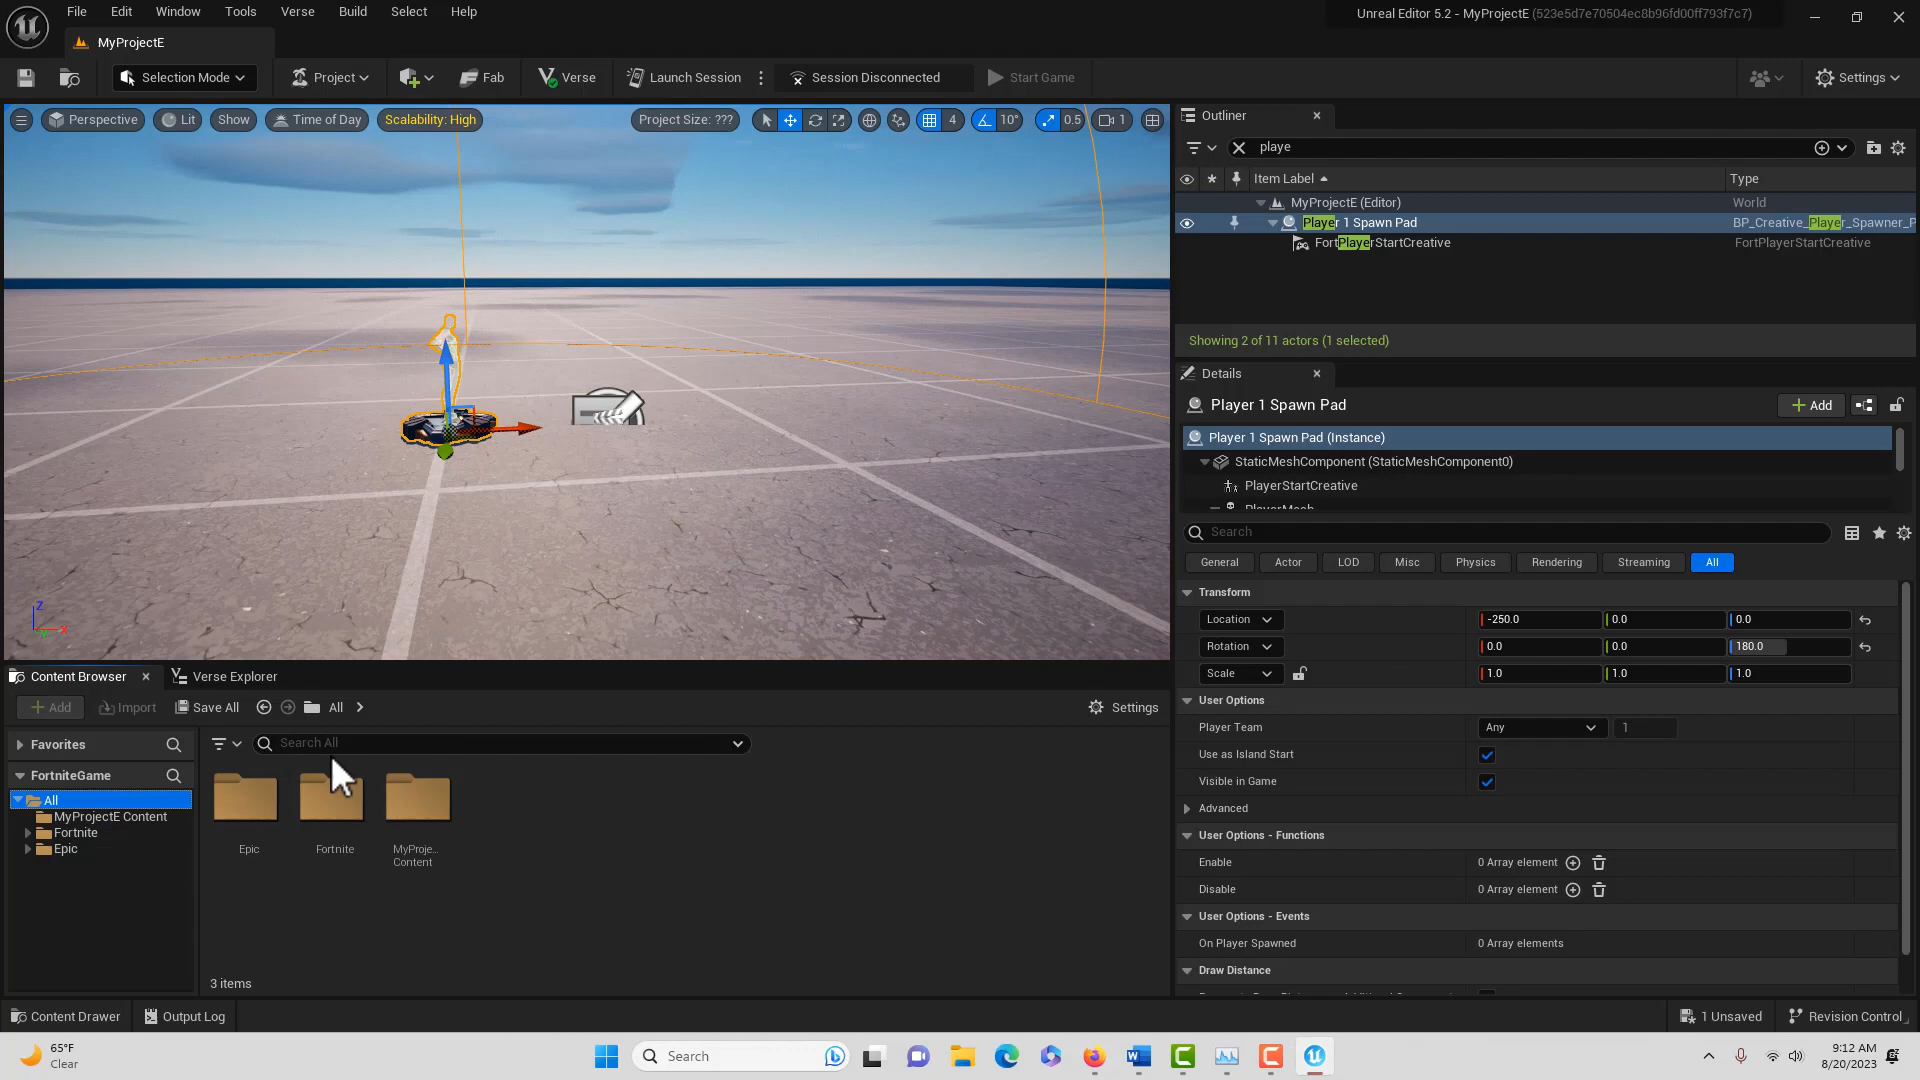 File Edit Window Tools Verse Build Select Help
Unreal Editor 5.2 - MyProjectE (523e5d7e70504ec8b96fd00ff793f7c7)
MyProjectE
Selection Mode Project Fab Verse Launch Session Session Disconnected Start Game Settings
Perspective Lit Show Time of Day Scalability: High Project Size: ??? 4 10° 0.5 1
Outliner
playe
Item Label Type
MyProjectE (Editor) World
Player 1 Spawn Pad BP_Creative_Player_Spawner_P
FortPlayerStartCreative FortPlayerStartCreative
Showing 2 of 11 actors (1 selected)
Details
Player 1 Spawn Pad Add
Player 1 Spawn Pad (Instance)
StaticMeshComponent (StaticMeshComponent0)
PlayerStartCreative
PlayerMesh
Search
General Actor LOD Misc Physics Rendering Streaming All
Transform
Location -250.0 0.0 0.0
Rotation 0.0 0.0 180.0
Scale 1.0 1.0 1.0
User Options
Player Team Any 1
Use as Island Start
Visible in Game
Advanced
User Options - Functions
Enable 0 Array element
Disable 0 Array element
User Options - Events
On Player Spawned 0 Array elements
Draw Distance
Z
X
Content Browser Verse Explorer
Add Import Save All All Settings
Favorites
Search All
FortniteGame
All
MyProjectE Content
Fortnite
Epic
Epic
Fortnite
MyProje...
Content
3 items
Content Drawer Output Log 1 Unsaved Revision Control
65°F
Clear
Search
9:12 AM
8/20/2023